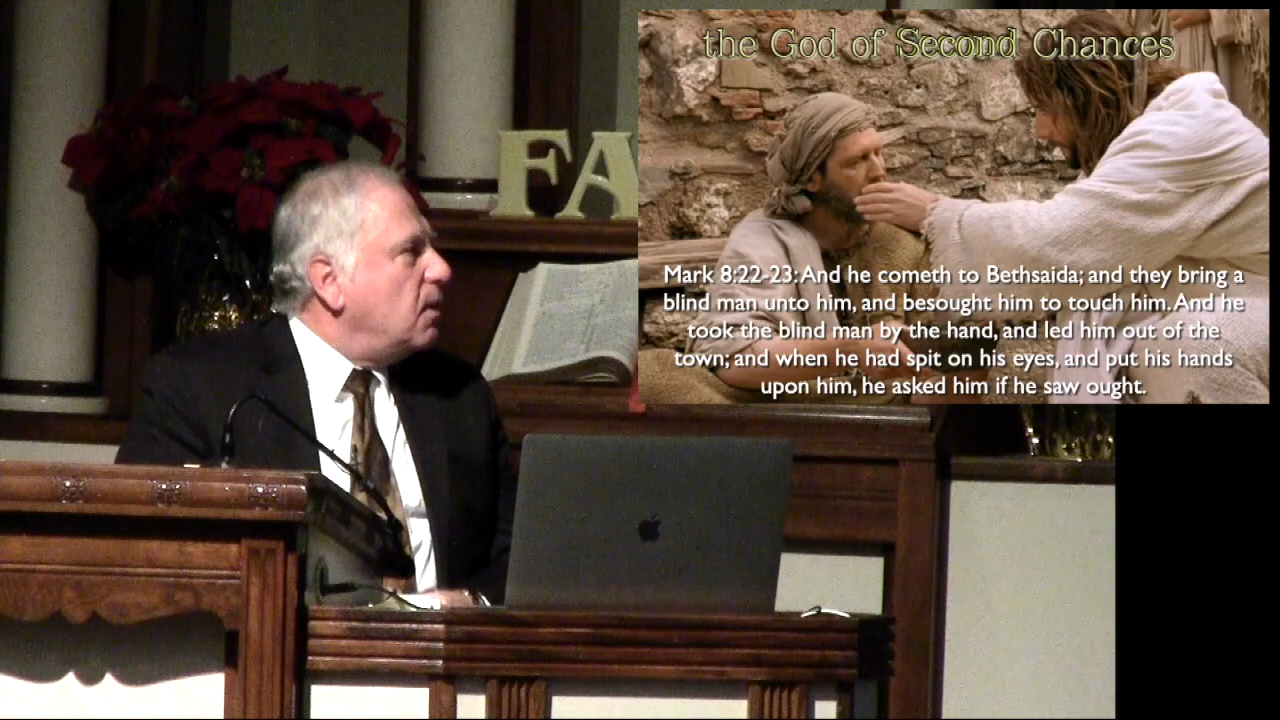 the God of Second Chances
FA
Mark 8:22-23: And he cometh to Bethsaida; and they bring a
blind man unto him, and besought him to touch him. And he
took the blind man by the hand, and led him out of the
town; and when he had spit on his eyes, and put his hands
upon him, he asked him if he saw ought.